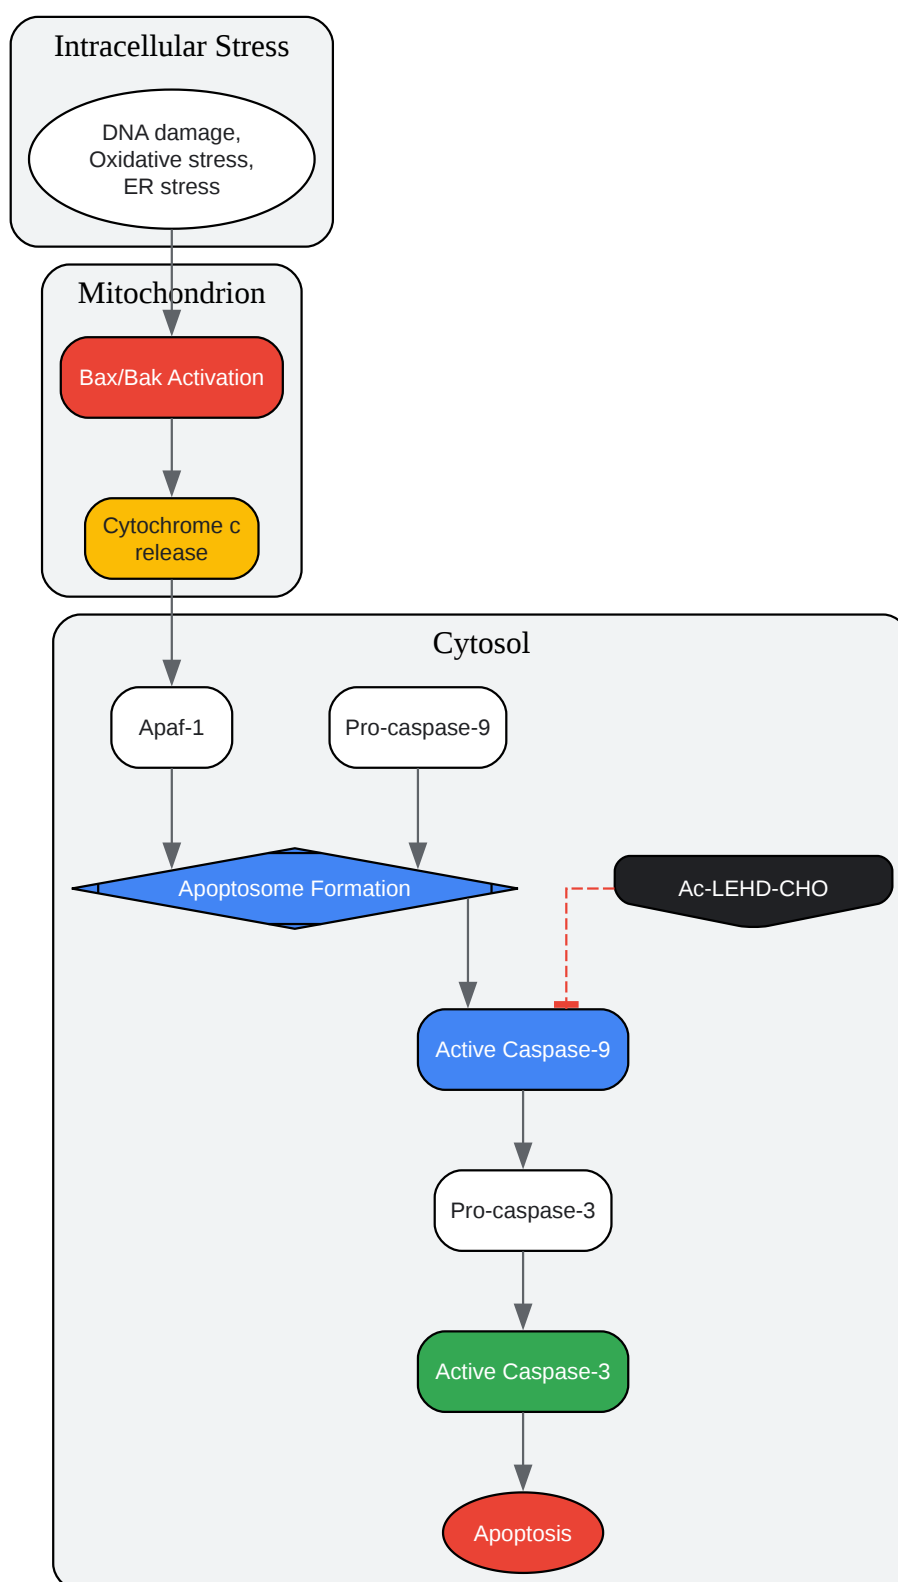 Intracellular Stress
DNA damage,
Oxidative stress,
ER stress
Mitochondrion
Bax/Bak Activation
Cytochrome c
release
Cytosol
Apaf-1
Pro-caspase-9
Apoptosome Formation
Ac-LEHD-CHO
Active Caspase-9
Pro-caspase-3
Active Caspase-3
Apoptosis